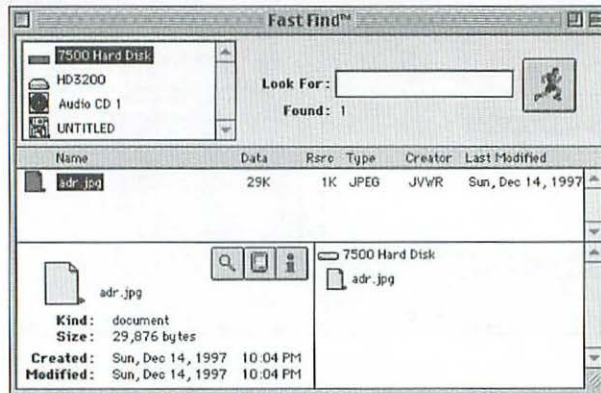 Fast Find™
7500 Hard Disk
HD3200
Audio CD 1
UNTITLED
Look For:
Found: 1
Name Data Rsrc Type Creator Last Modified
adr.jpg 29K 1K JPEG JVWR Sun, Dec 14, 1997
adr.jpg
Kind: document
Size: 29,876 bytes
Created: Sun, Dec 14, 1997 10:04 PM
Modified: Sun, Dec 14, 1997 10:04 PM
7500 Hard Disk
adr.jpg